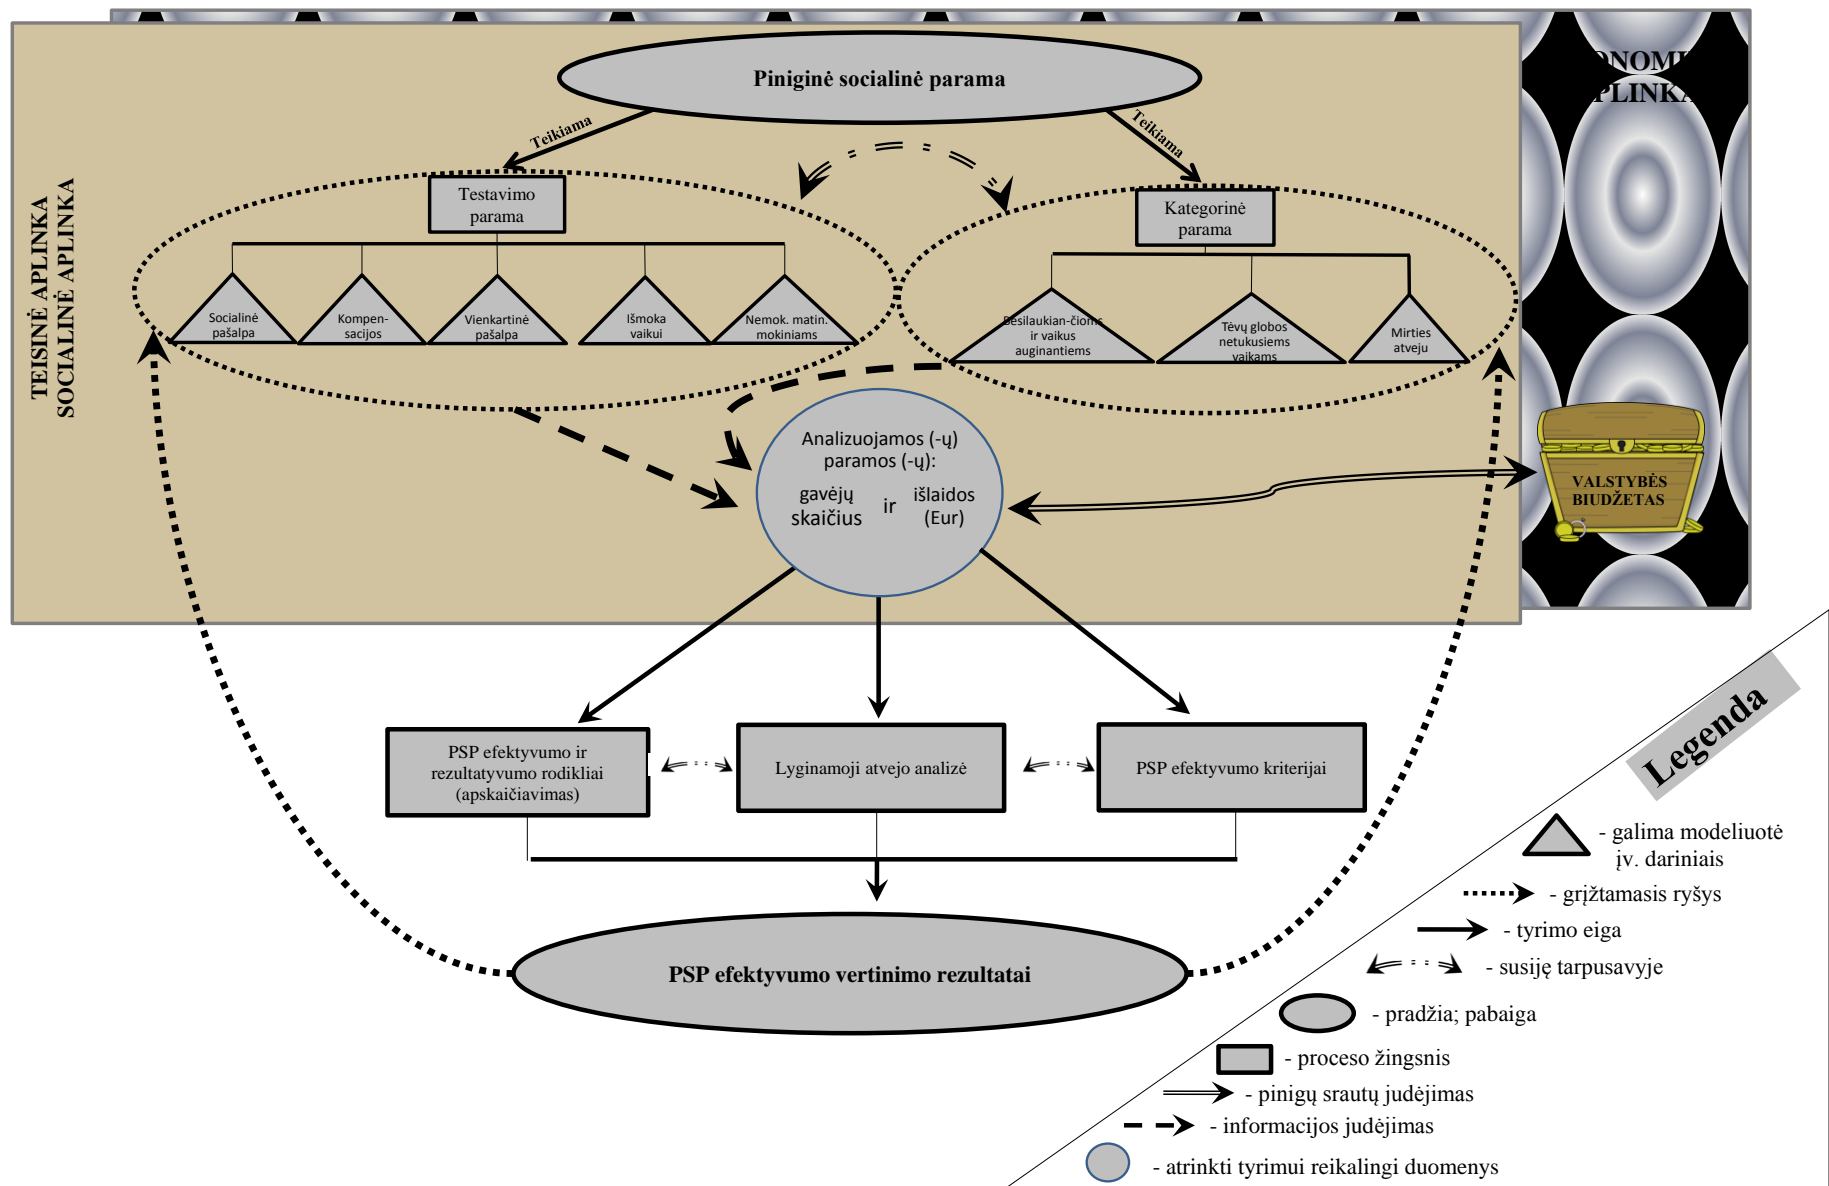 Piniginė socialinė parama
Teikiama
Teikiama
TEISINĖ APLINKA
SOCIALINĖ APLINKA
Testavimo
parama
Kategorinė
parama
Socialinė
pašalpa
Kompen-
sacijos
Vienkartinė
pašalpa
Išmoka
vaikui
Nemok. matin.
mokiniams
Besilaukian-čioms
ir vaikus
auginantiems
Tėvų globos
netukusiems
vaikams
Mirties
atveju
Analizuojamos (-ų)
paramos (-ų):
gavėjų
skaičius
ir
išlaidos
(Eur)
VALSTYBĖS
BIUDŽETAS
PSP efektyvumo ir
rezultatyvumo rodikliai
(apskaičiavimas)
Lyginamoji atvejo analizė
PSP efektyvumo kriterijai
PSP efektyvumo vertinimo rezultatai
Legenda
- galima modeliuotė
įv. dariniais
- grįžtamasis ryšys
- tyrimo eiga
- susiję tarpusavyje
- pradžia; pabaiga
- proceso žingsnis
- pinigų srautų judėjimas
- informacijos judėjimas
- atrinkti tyrimui reikalingi duomenys